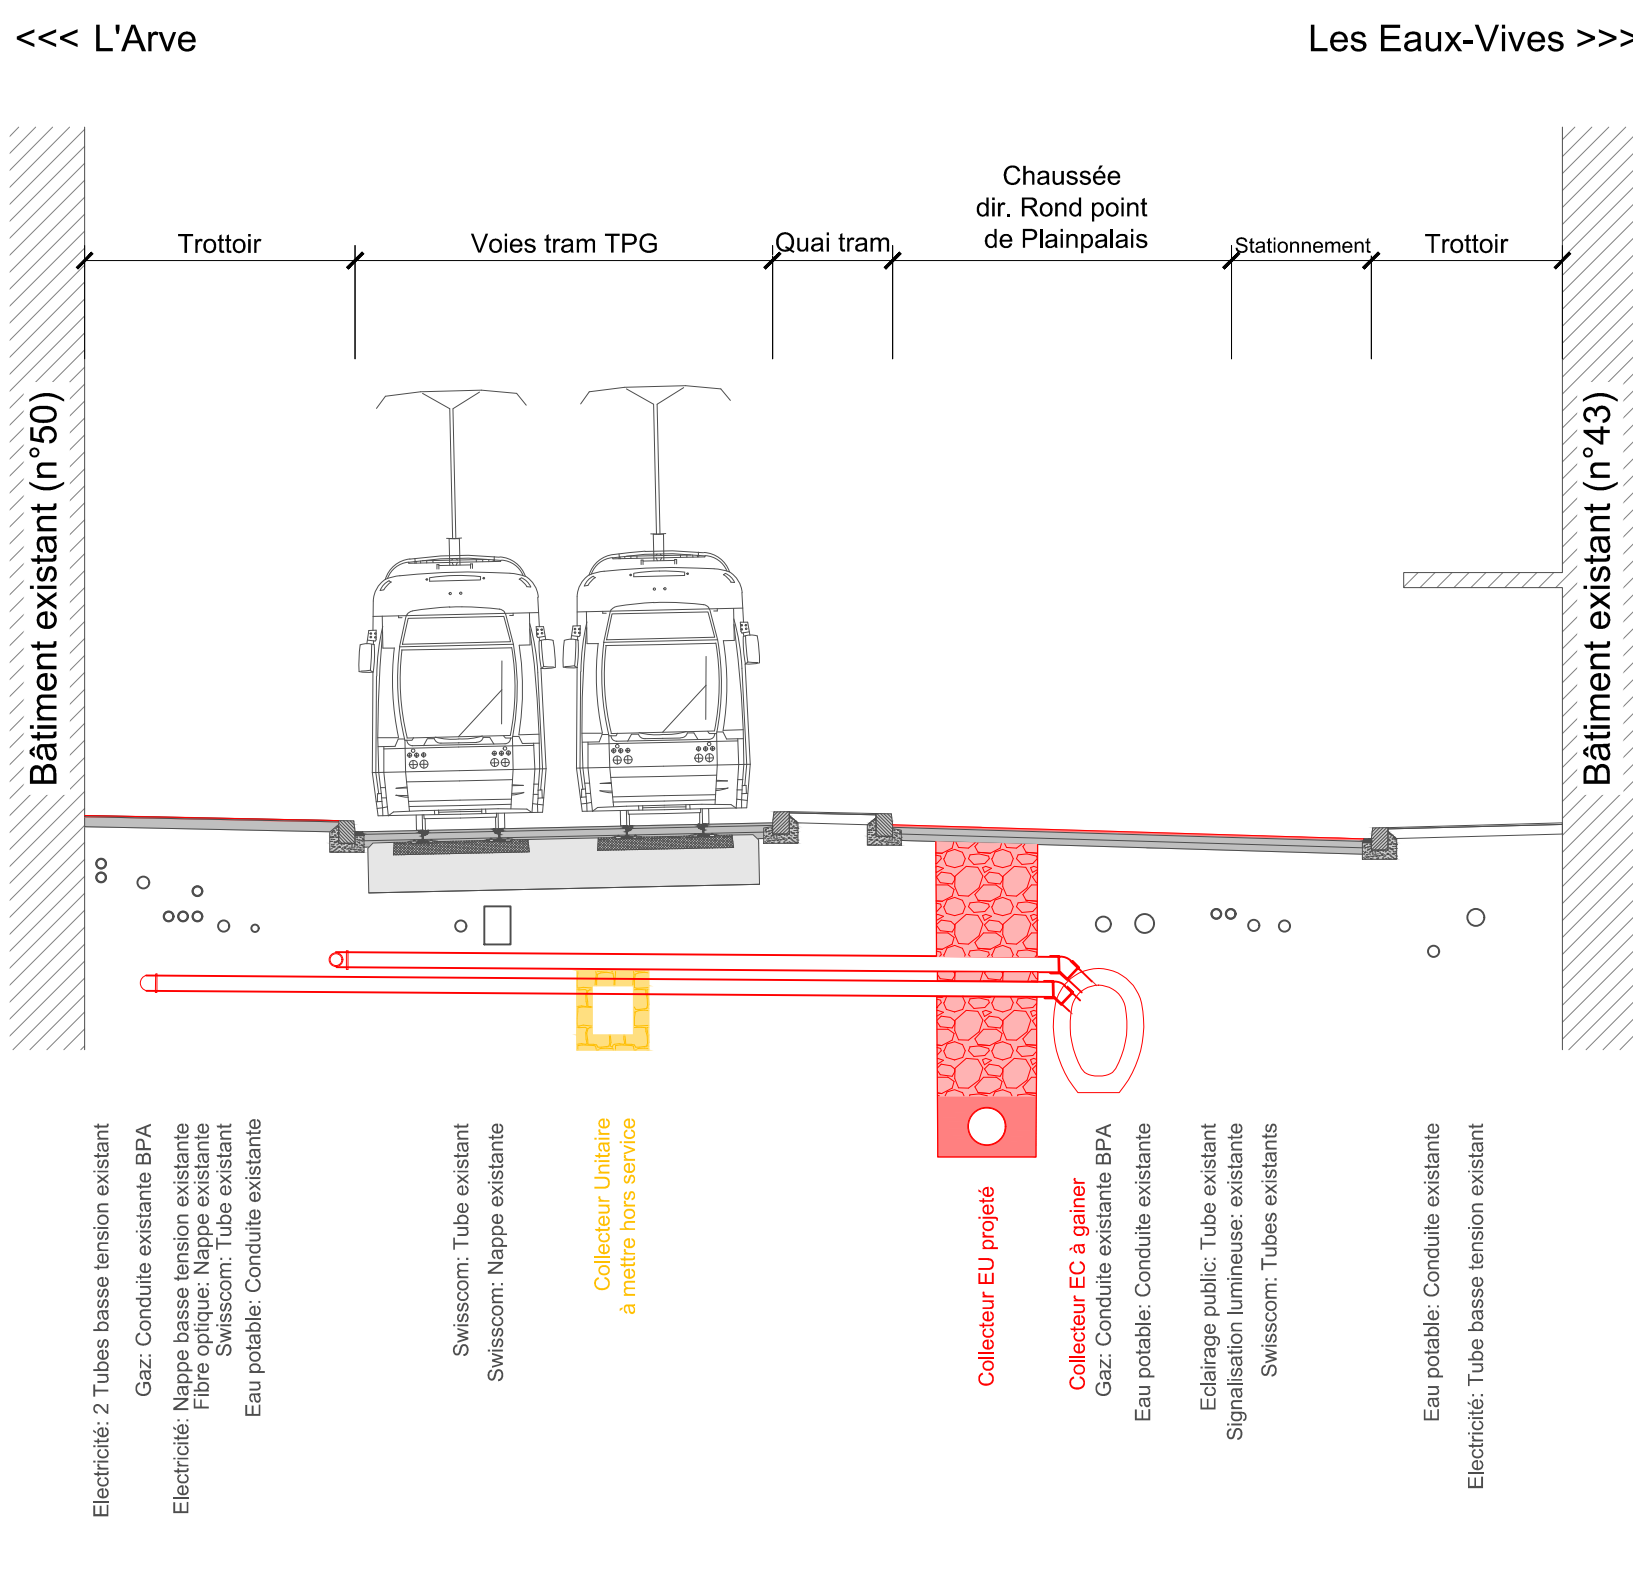 <<< L'Arve
Les Eaux-Vives >>>
Chaussée
dir. Rond point
de Plainpalais
Trottoir
Voies tram TPG
Quai tram
Stationnement
Trottoir
Bâtiment existant (n°50)
Bâtiment existant (n°43)
Electricité: 2 Tubes basse tension existant
Gaz: Conduite existante BPA
Electricité: Nappe basse tension existante
Fibre optique: Nappe existante
Swisscom: Tube existant
Eau potable: Conduite existante
Swisscom: Tube existant
Swisscom: Nappe existante
Collecteur Unitaire
à mettre hors service
Collecteur EU projeté
Collecteur EC à gainer
Gaz: Conduite existante BPA
Eau potable: Conduite existante
Eclairage public: Tube existant
Signalisation lumineuse: existante
Swisscom: Tubes existants
Eau potable: Conduite existante
Electricité: Tube basse tension existant